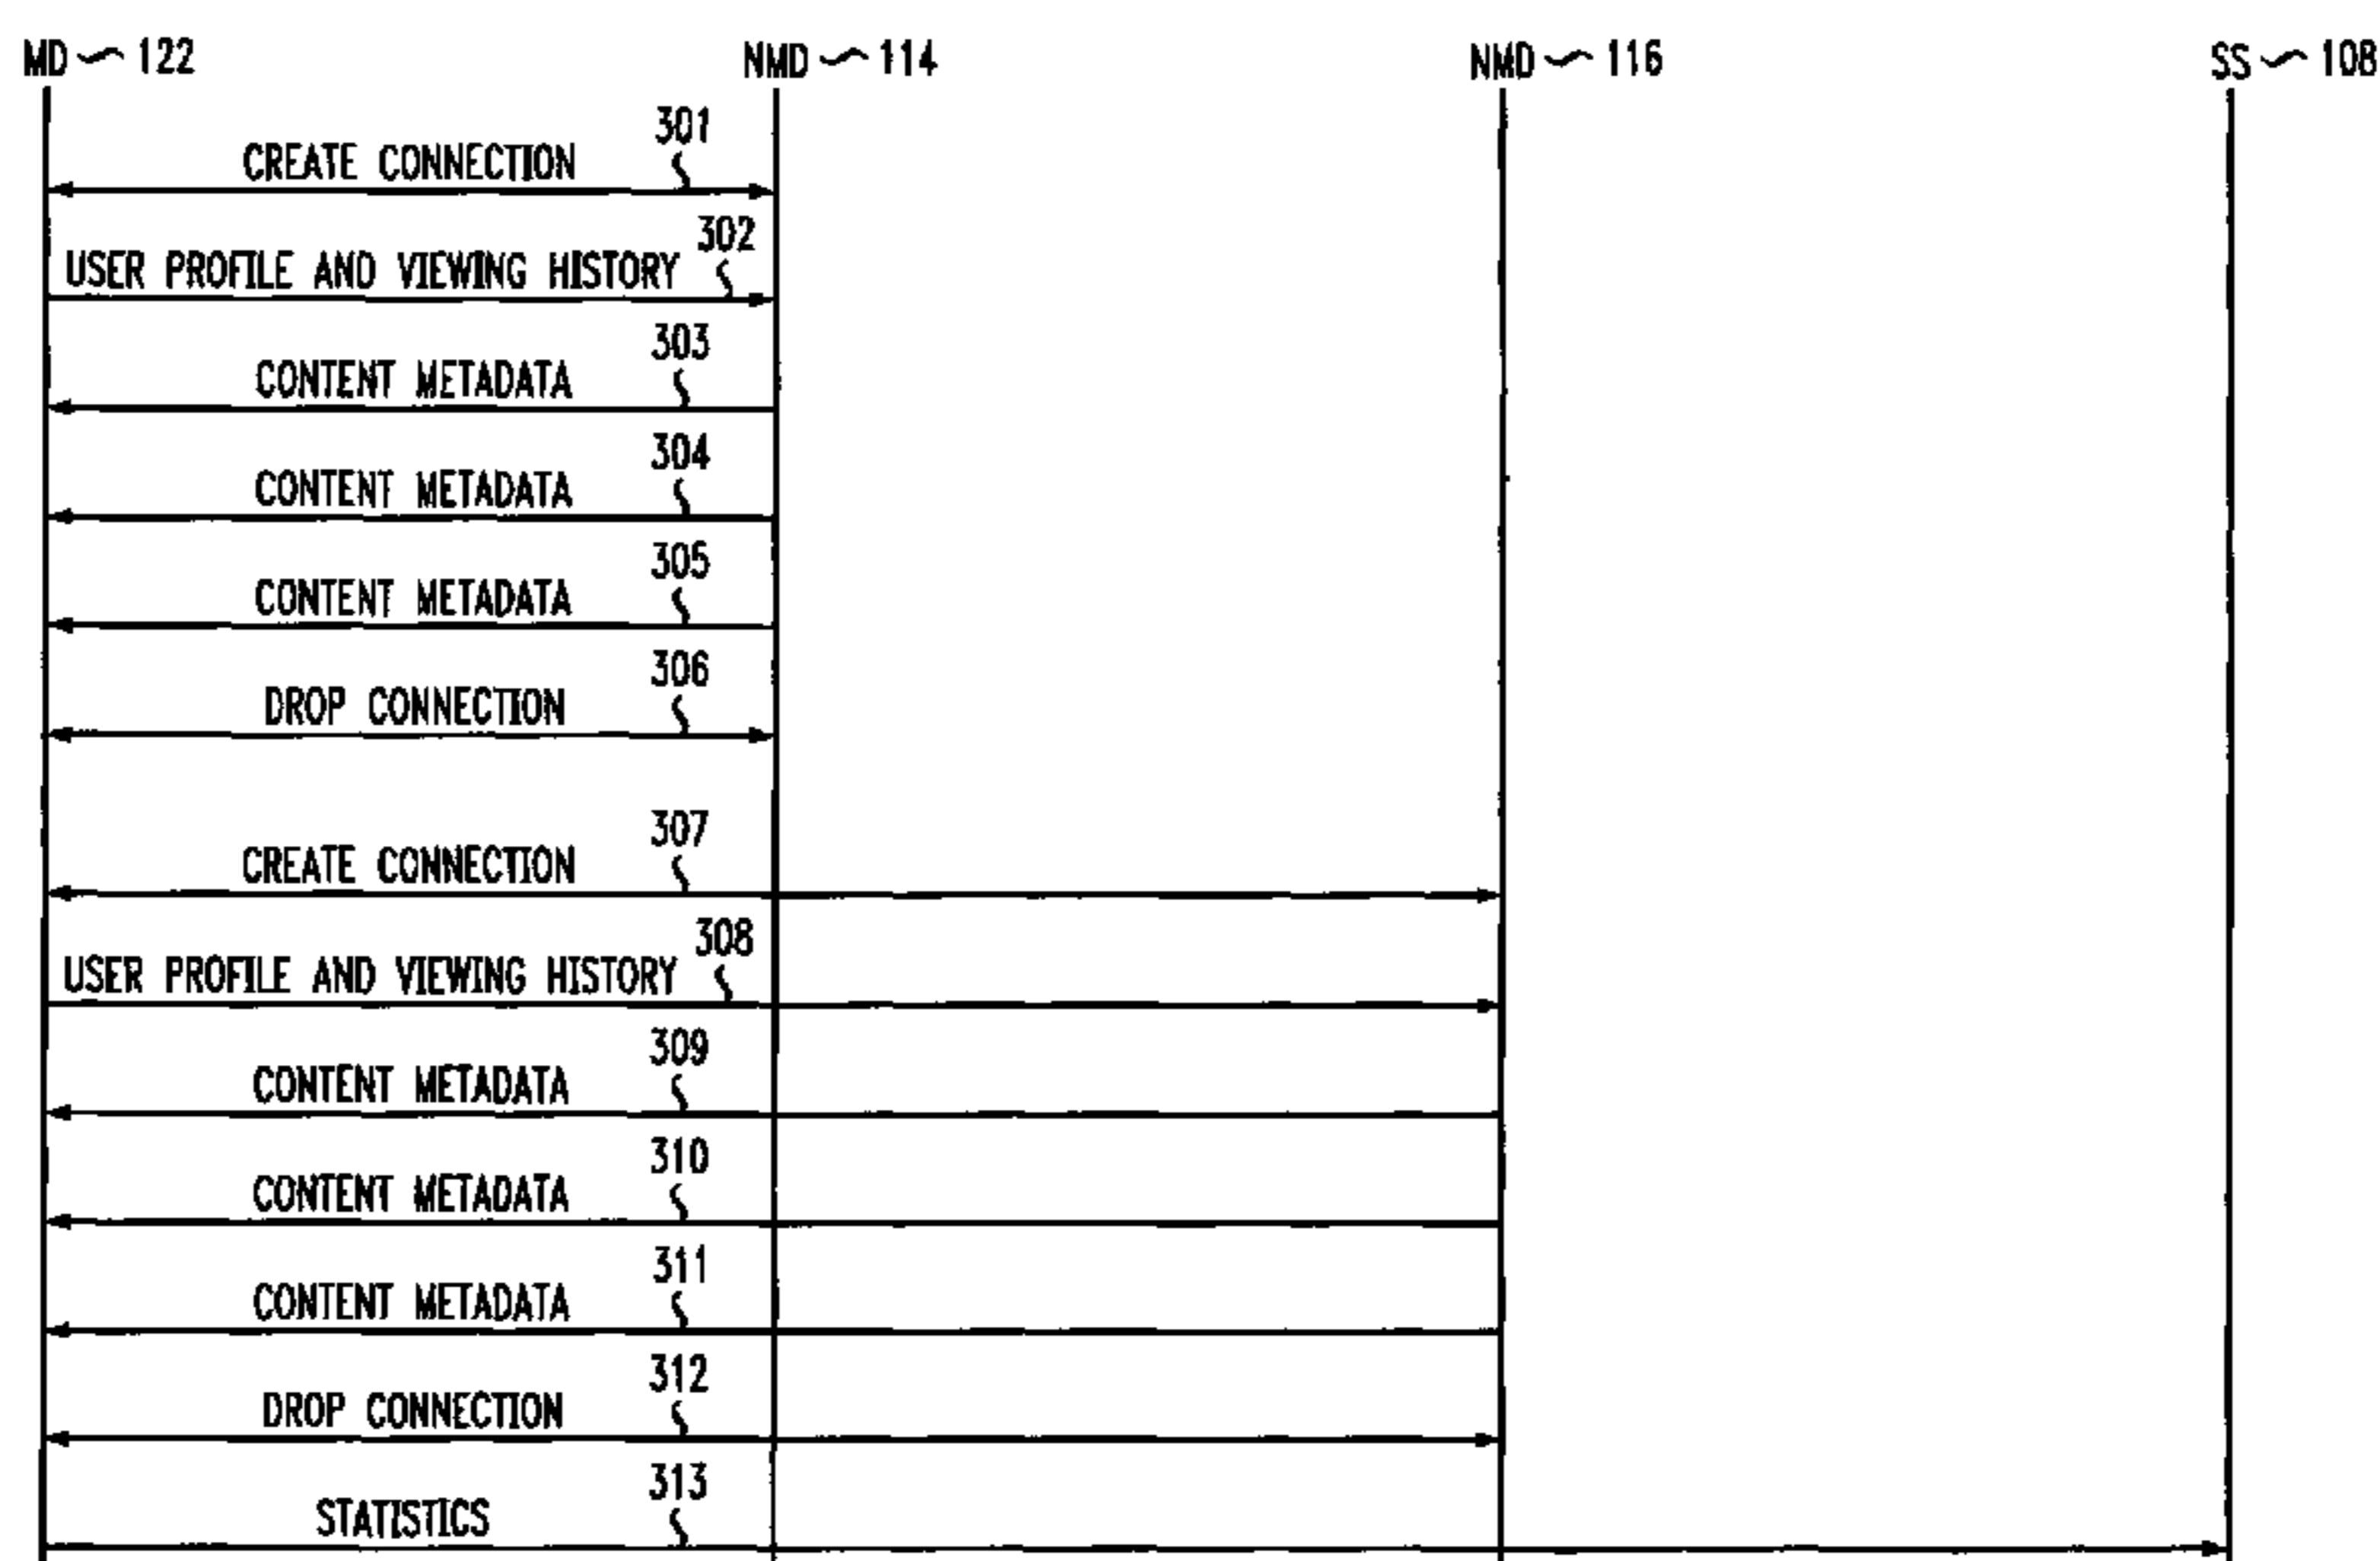 MD 122 NMD 114 NMD 116 SS 108
301
CREATE CONNECTION
302
USER PROFILE AND VIEWING HISTORY
303
CONTENT METADATA
304
CONTENT METADATA
305
CONTENT METADATA
306
DROP CONNECTION
307
CREATE CONNECTION
308
USER PROFILE AND VIEWING HISTORY
309
CONTENT METADATA
310
CONTENT METADATA
311
CONTENT METADATA
312
DROP CONNECTION
313
STATISTICS